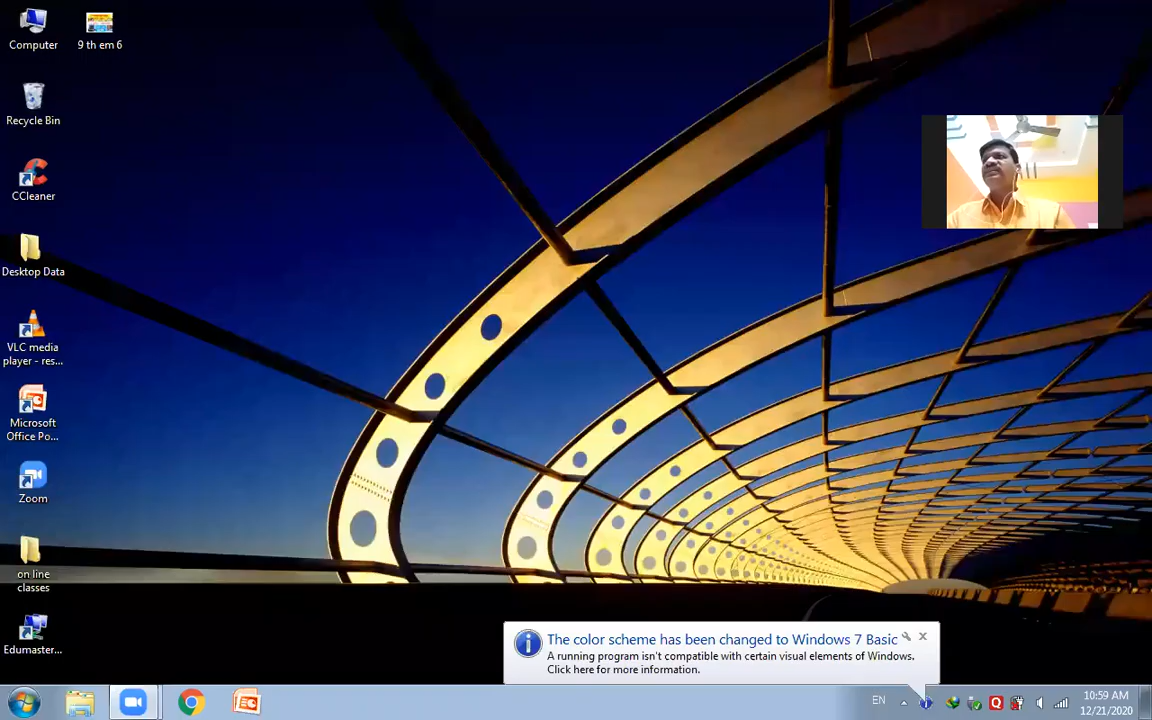 Computer
9 th em 6
Recycle Bin
CCleaner
Desktop Data
VLC media
player - res...
Microsoft
Office Po...
Zoom
on line
classes
Edumaster...
The color scheme has been changed to Windows 7 Basic
A running program isn't compatible with certain visual elements of Windows.
Click here for more information.
EN
10:59 AM
12/21/2020